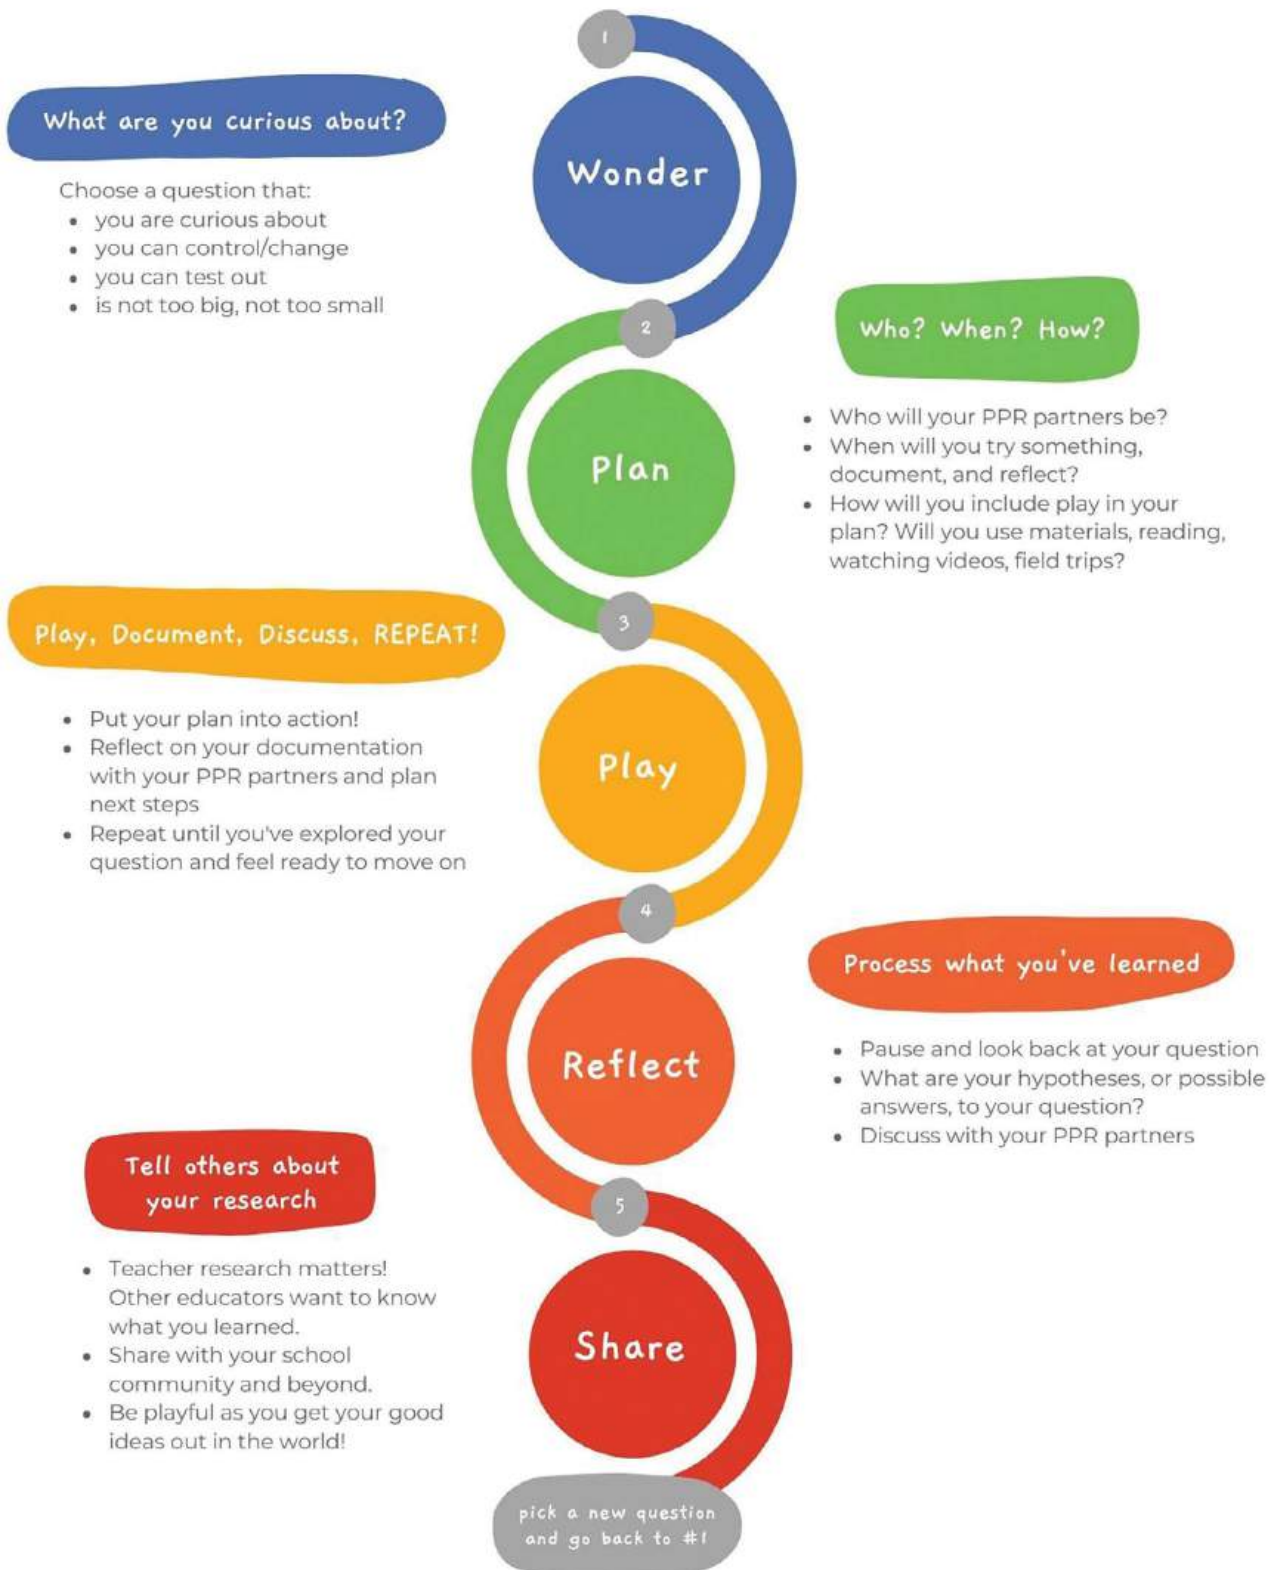 1
What are you curious about?
Wonder
Choose a question that:
• you are curious about
• you can control/change
• you can test out
• is not too big, not too small
2
Who? When? How?
Plan
• Who will your PPR partners be?
• When will you try something,
document, and reflect?
• How will you include play in your
plan? Will you use materials, reading,
watching videos, field trips?
3
Play, Document, Discuss, REPEAT!
Play
• Put your plan into action!
• Reflect on your documentation
with your PPR partners and plan
next steps
• Repeat until you've explored your
question and feel ready to move on
4
Process what you've learned
Reflect
• Pause and look back at your question
• What are your hypotheses, or possible
answers, to your question?
• Discuss with your PPR partners
5
Tell others about
your research
Share
• Teacher research matters!
Other educators want to know
what you learned.
• Share with your school
community and beyond.
• Be playful as you get your good
ideas out in the world!
pick a new question
and go back to #1